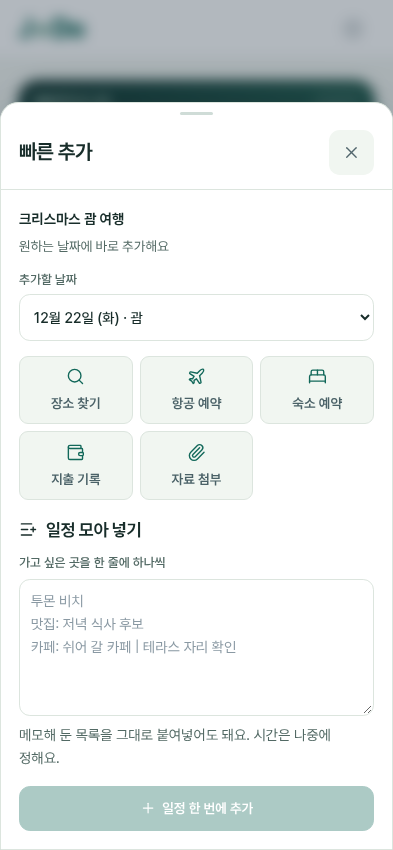 빠른 추가
크리스마스 괌 여행
원하는 날짜에 바로 추가해요
추가할 날짜
12월 22일 (화) · 괌
장소 찾기
항공 예약
숙소 예약
지출 기록
자료 첨부
일정 모아 넣기
가고 싶은 곳을 한 줄에 하나씩
투몬 비치
맛집: 저녁 식사 후보
카페: 쉬어 갈 카페 | 테라스 자리 확인
메모해 둔 목록을 그대로 붙여넣어도 돼요. 시간은 나중에
정해요.
일정 한 번에 추가